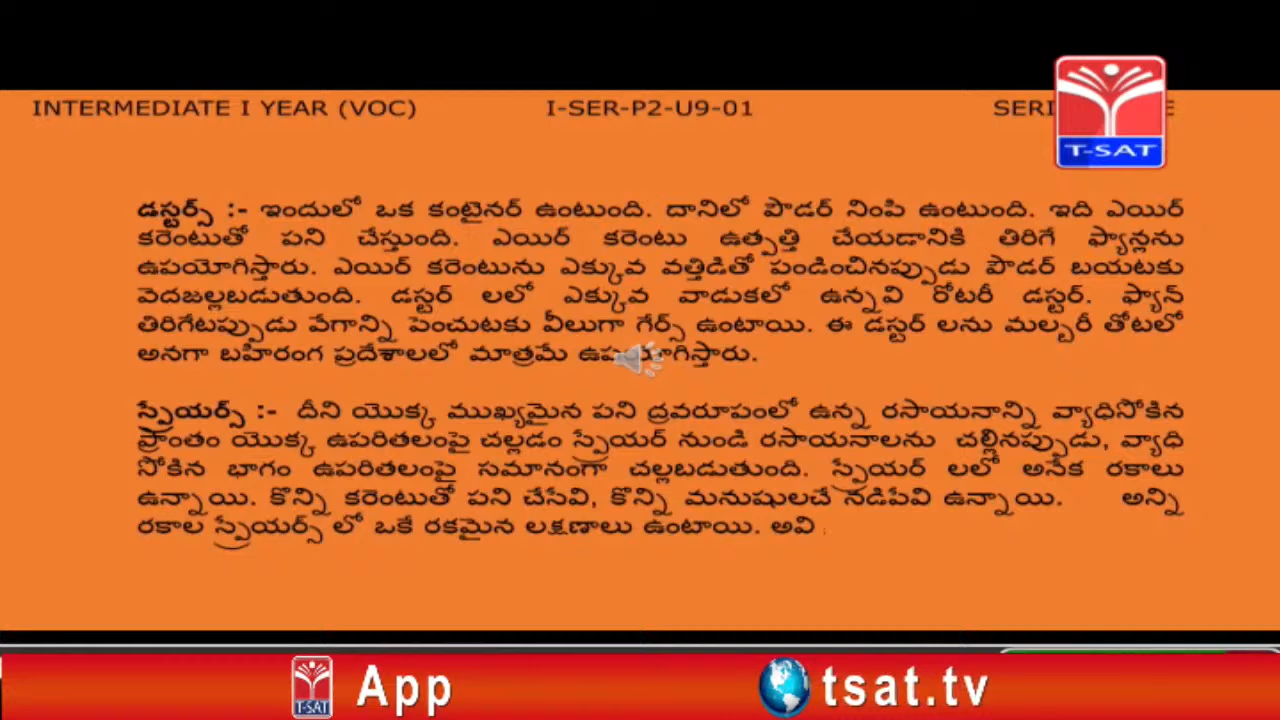 INTERMEDIATE I YEAR (VOC) I-SER-P2-U9-01
T-SAT
డస్టర్స్ :- ఇందులో ఒక కంటైనర్ ఉంటుంది. దానిలో పౌడర్ నింపి ఉంటుంది. ఇది ఎయిర్
కరెంటుతో పని చేస్తుంది. ఎయిర్ కరెంటు ఉత్పత్తి చేయడానికి తిరిగే ఫ్యాన్లను
ఉపయోగిస్తారు. ఎయిర్ కరెంటును ఎక్కువ వత్తిడితో పండించినప్పుడు పౌడర్ బయటకు
వెదజల్లబడుతుంది. డస్టర్ లలో ఎక్కువ వాడుకలో ఉన్నవి రోటరీ డస్టర్. ఫ్యాన్
తిరిగేటప్పుడు వేగాన్ని పెంచుటకు వీలుగా గేర్స్ ఉంటాయి. ఈ డస్టర్ లను మల్బరీ తోటలో
అనగా బహిరంగ ప్రదేశాలలో మాత్రమే ఉపయోగిస్తారు.
స్ప్రేయర్స్ :- దీని యొక్క ముఖ్యమైన పని ద్రవరూపంలో ఉన్న రసాయనాన్ని వ్యాధిసోకిన
ప్రాంతం యొక్క ఉపరితలంపై చల్లడం స్ప్రేయర్ నుండి రసాయనాలను చల్లినప్పుడు, వ్యాధి
సోకిన భాగం ఉపరితలంపై సమానంగా చల్లబడుతుంది. స్ప్రేయర్ లలో అనేక రకాలు
ఉన్నాయి. కొన్ని కరెంటుతో పని చేసేవి, కొన్ని మనుషులచే నడిపేవి ఉన్నాయి. అన్ని
రకాల స్ప్రేయర్స్ లో ఒకే రకమైన లక్షణాలు ఉంటాయి. అవి
T-SAT App tsat.tv